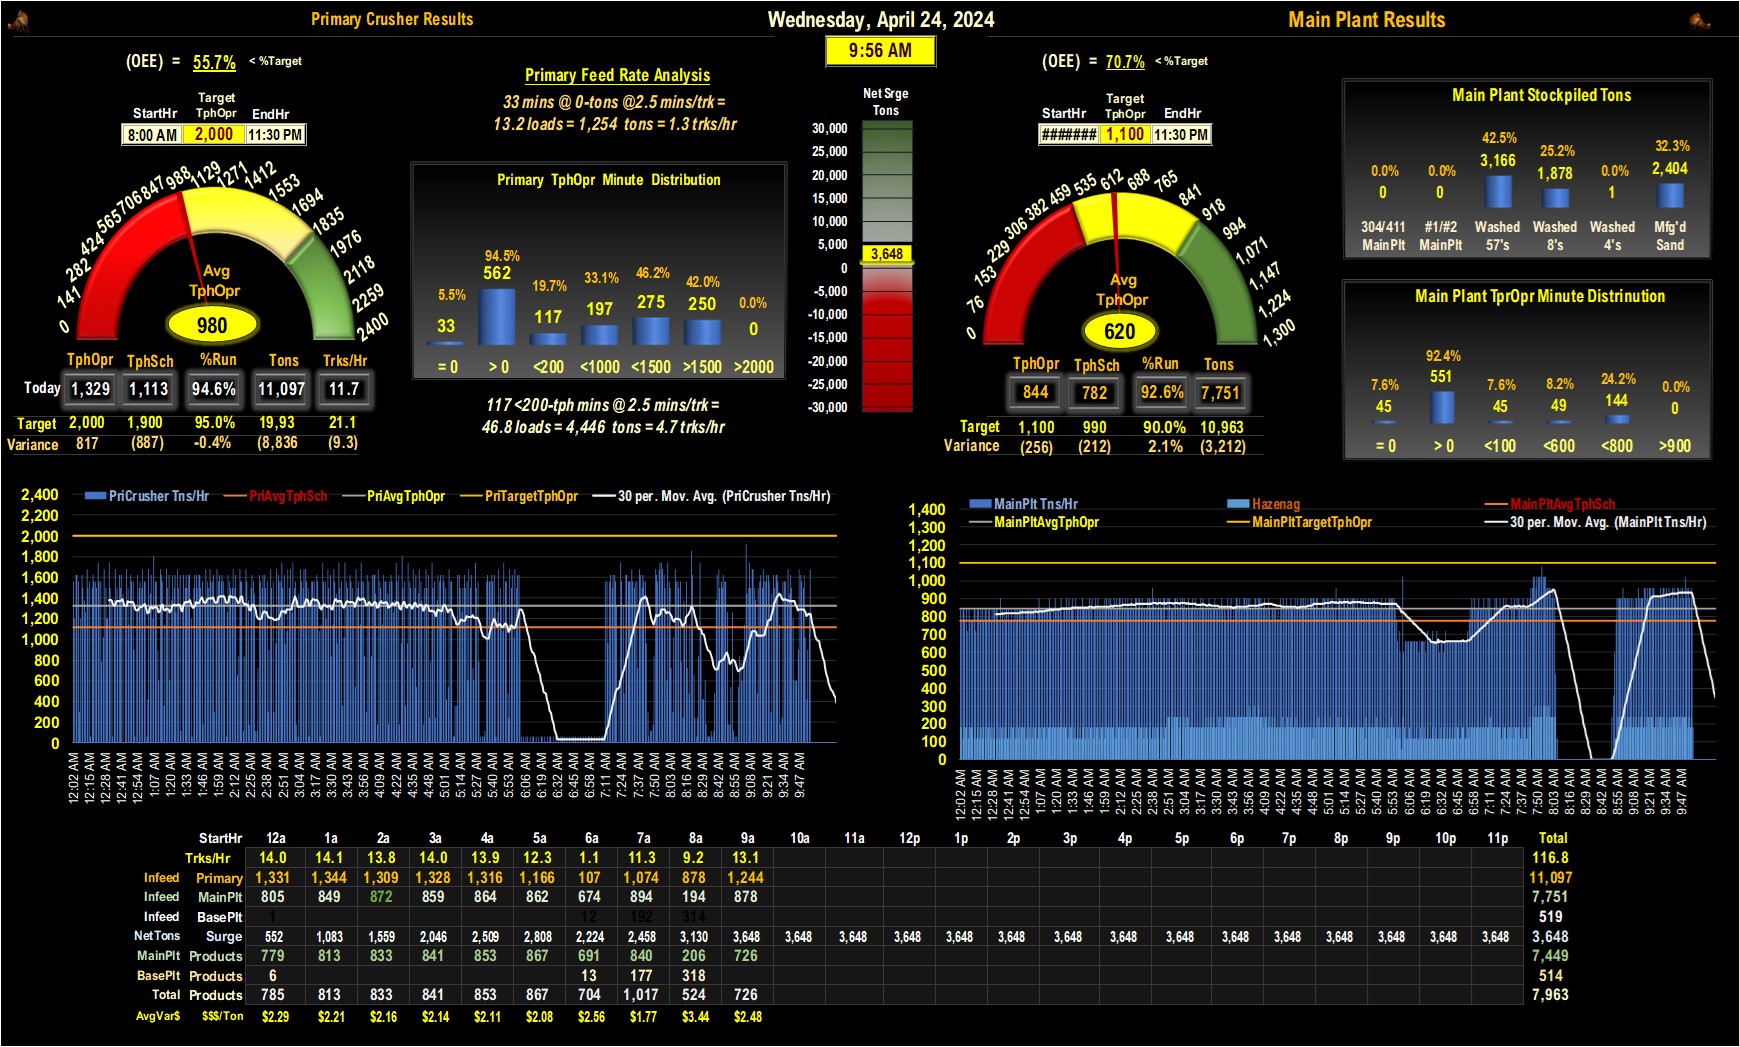 Primary Crusher Results
Wednesday, April 24, 2024
Main Plant Results
9:56 AM
(OEE) = 55.7% < %Target
StartHr Target TphOpr EndHr
8:00 AM 2,000 11:30 PM
0 141 282 424 565 706 847 988 1129 1271 1412 1553 1694 1835 1976 2118 2259 2400
Avg
TphOpr
980
TphOpr TphSch %Run Tons Trks/Hr
Today 1,329 1,113 94.6% 11,097 11.7
Target 2,000 1,900 95.0% 19,93 21.1
Variance 817 (887) -0.4% (8,836 (9.3)
Primary Feed Rate Analysis
33 mins @ 0-tons @2.5 mins/trk =
13.2 loads = 1,254 tons = 1.3 trks/hr
Primary TphOpr Minute Distribution
5.5% 94.5% 19.7% 33.1% 46.2% 42.0% 0.0%
33 562 117 197 275 250 0
= 0 > 0 <200 <1000 <1500 >1500 >2000
117 <200-tph mins @ 2.5 mins/trk =
46.8 loads = 4,446 tons = 4.7 trks/hr
Net Srge
Tons
30,000
25,000
20,000
15,000
10,000
5,000
3,648
0
-5,000
-10,000
-15,000
-20,000
-25,000
-30,000
(OEE) = 70.7% < %Target
StartHr Target TphOpr EndHr
####### 1,100 11:30 PM
0 76 153 229 306 382 459 535 612 688 765 841 918 994 1,071 1,147 1,224 1,300
Avg
TphOpr
620
TphOpr TphSch %Run Tons
844 782 92.6% 7,751
Target 1,100 990 90.0% 10,963
Variance (256) (212) 2.1% (3,212)
Main Plant Stockpiled Tons
0.0% 0.0% 42.5% 25.2% 0.0% 32.3%
0 0 3,166 1,878 1 2,404
304/411 #1/#2 Washed Washed Washed Mfg'd
MainPlt MainPlt 57's 8's 4's Sand
Main Plant TprOpr Minute Distrinution
7.6% 92.4% 7.6% 8.2% 24.2% 0.0%
45 551 45 49 144 0
= 0 > 0 <100 <600 <800 >900
PriCrusher Tns/Hr PriAvgTphSch PriAvgTphOpr PriTargetTphOpr 30 per. Mov. Avg. (PriCrusher Tns/Hr)
2,400
2,200
2,000
1,800
1,600
1,400
1,200
1,000
800
600
400
200
0
12:02 AM 12:15 AM 12:28 AM 12:41 AM 12:54 AM 1:07 AM 1:20 AM 1:33 AM 1:46 AM 1:59 AM 2:12 AM 2:25 AM 2:38 AM 2:51 AM 3:04 AM 3:17 AM 3:30 AM 3:43 AM 3:56 AM 4:09 AM 4:22 AM 4:35 AM 4:48 AM 5:01 AM 5:14 AM 5:27 AM 5:40 AM 5:53 AM 6:06 AM 6:19 AM 6:32 AM 6:45 AM 6:58 AM 7:11 AM 7:24 AM 7:37 AM 7:50 AM 8:03 AM 8:16 AM 8:29 AM 8:42 AM 8:55 AM 9:08 AM 9:21 AM 9:34 AM 9:47 AM
MainPlt Tns/Hr Hazenag MainPltAvgTphSch
MainPltAvgTphOpr MainPltTargetTphOpr 30 per. Mov. Avg. (MainPlt Tns/Hr)
1,400
1,300
1,200
1,100
1,000
900
800
700
600
500
400
300
200
100
0
12:02 AM 12:15 AM 12:28 AM 12:41 AM 12:54 AM 1:07 AM 1:20 AM 1:33 AM 1:46 AM 1:59 AM 2:12 AM 2:25 AM 2:38 AM 2:51 AM 3:04 AM 3:17 AM 3:30 AM 3:43 AM 3:56 AM 4:09 AM 4:22 AM 4:35 AM 4:48 AM 5:01 AM 5:14 AM 5:27 AM 5:40 AM 5:53 AM 6:06 AM 6:19 AM 6:32 AM 6:45 AM 6:58 AM 7:11 AM 7:24 AM 7:37 AM 7:50 AM 8:03 AM 8:16 AM 8:29 AM 8:42 AM 8:55 AM 9:08 AM 9:21 AM 9:34 AM 9:47 AM
StartHr 12a 1a 2a 3a 4a 5a 6a 7a 8a 9a 10a 11a 12p 1p 2p 3p 4p 5p 6p 7p 8p 9p 10p 11p Total
Trks/Hr 14.0 14.1 13.8 14.0 13.9 12.3 1.1 11.3 9.2 13.1 116.8
Infeed Primary 1,331 1,344 1,309 1,328 1,316 1,166 107 1,074 878 1,244 11,097
Infeed MainPlt 805 849 872 859 864 862 674 894 194 878 7,751
Infeed BasePlt 1 12 192 314 519
NetTons Surge 552 1,083 1,559 2,046 2,509 2,808 2,224 2,458 3,130 3,648 3,648 3,648 3,648 3,648 3,648 3,648 3,648 3,648 3,648 3,648 3,648 3,648 3,648 3,648 3,648
MainPlt Products 779 813 833 841 853 867 691 840 206 726 7,449
BasePlt Products 6 13 177 318 514
Total Products 785 813 833 841 853 867 704 1,017 524 726 7,963
AvgVar$ $$$/Ton $2.29 $2.21 $2.16 $2.14 $2.11 $2.08 $2.56 $1.77 $3.44 $2.48